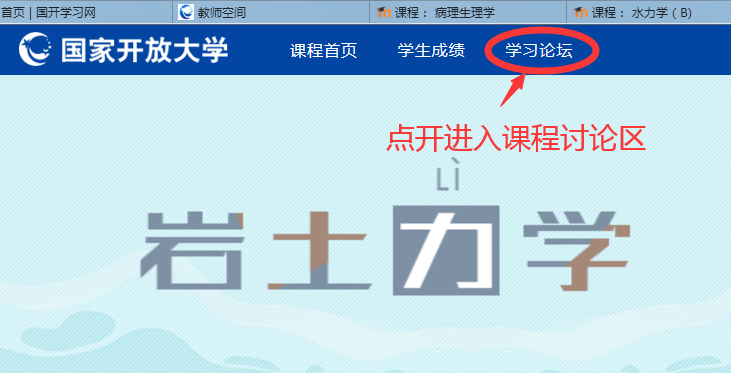 首页 | 国开学习网 教师空间 课程： 病理生理学 课程： 水力学（B)
国家开放大学 课程首页 学生成绩 学习论坛
点开进入课程讨论区
Lì
岩土力学